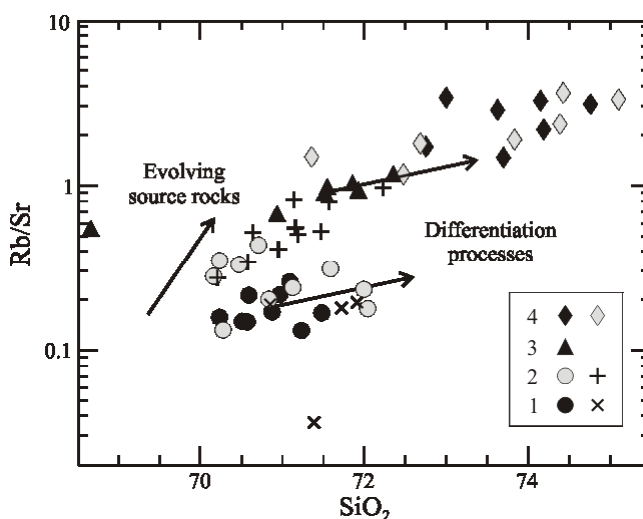 10
1
0.1
Rb/Sr
Evolving
source rocks
Differentiation
processes
4
3
2
1
70
72
74
SiO₂